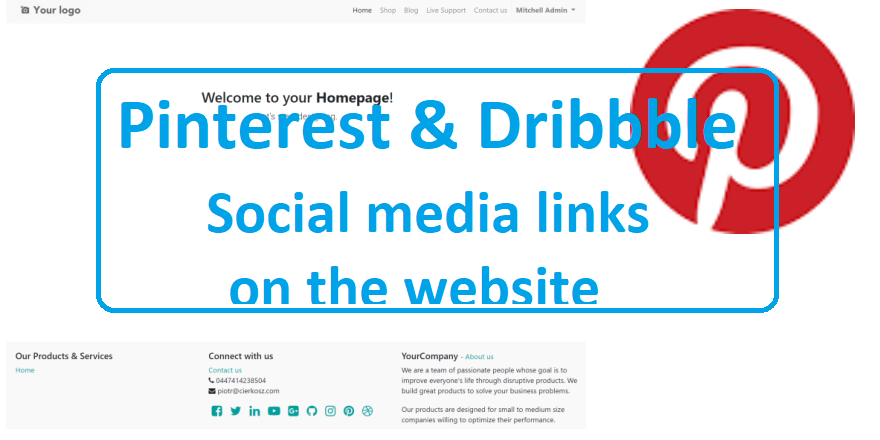 Your logo
Home Shop Blog Live Support Contact us Mitchell Admin
Welcome to your Homepage!
Pinterest & Dribbble
Social media links
on the website
Our Products & Services
Home
Connect with us
Contact us
0447414238504
piotr@cierkosz.com
YourCompany - About us
We are a team of passionate people whose goal is to
improve everyone's life through disruptive products. We
build great products to solve your business problems.
Our products are designed for small to medium size
companies willing to optimize their performance.